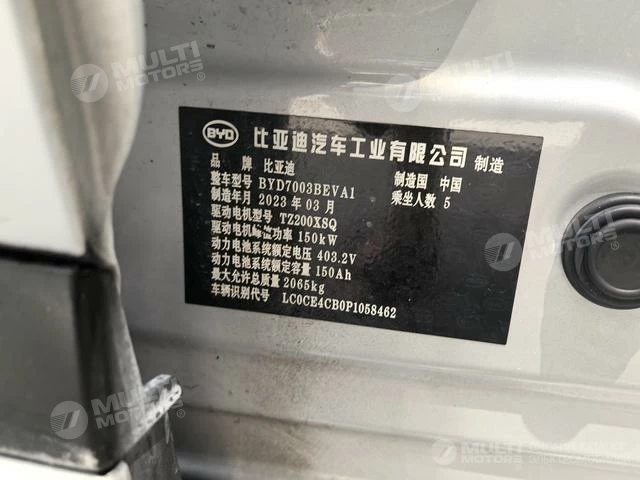 MULTI MOTORS
MULTI MOTORS
BYD 比亚迪汽车工业有限公司 制造
品 牌 比亚迪 制造国 中国
整车型号 BYD7003BEVA1 乘坐人数 5
制造年月 2023 年 03 月
驱动电机型号 TZ200XSQ
驱动电机峰值功率 150kW
动力电池系统额定电压 403.2V
动力电池系统额定容量 150Ah
最大允许总质量 2065kg
车辆识别代号 LC0CE4CB0P1058462
MULTI MOTORS
MULTI MOTORS
MULTI MOTORS